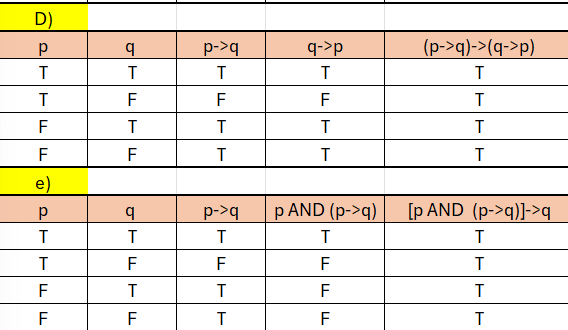 D)
p q p->q q->p (p->q)->(q->p)
T T T T T
T F F F T
F T T T T
F F T T T
e)
p q p->q p AND (p->q) [p AND (p->q)]->q
T T T T T
T F F F T
F T T F T
F F T F T